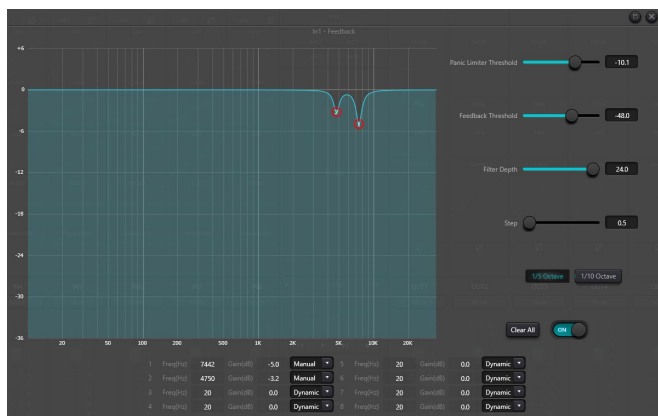 In1 - Feedback
+6
0
-6
-12
-18
-24
-30
-36
20 50 100 200 500 1K 2K 5K 10K 20K
Panic Limiter Threshold -10.1
Feedback Threshold -48.0
Filter Depth 24.0
Step 0.5
1/5 Octave 1/10 Octave
Clear All ON
1 Freq(Hz) 7442 Gain(dB) -5.0 Manual 5 Freq(Hz) 20 Gain(dB) 0.0 Dynamic
2 Freq(Hz) 4750 Gain(dB) -3.2 Manual 6 Freq(Hz) 20 Gain(dB) 0.0 Dynamic
3 Freq(Hz) 20 Gain(dB) 0.0 Dynamic 7 Freq(Hz) 20 Gain(dB) 0.0 Dynamic
4 Freq(Hz) 20 Gain(dB) 0.0 Dynamic 8 Freq(Hz) 20 Gain(dB) 0.0 Dynamic